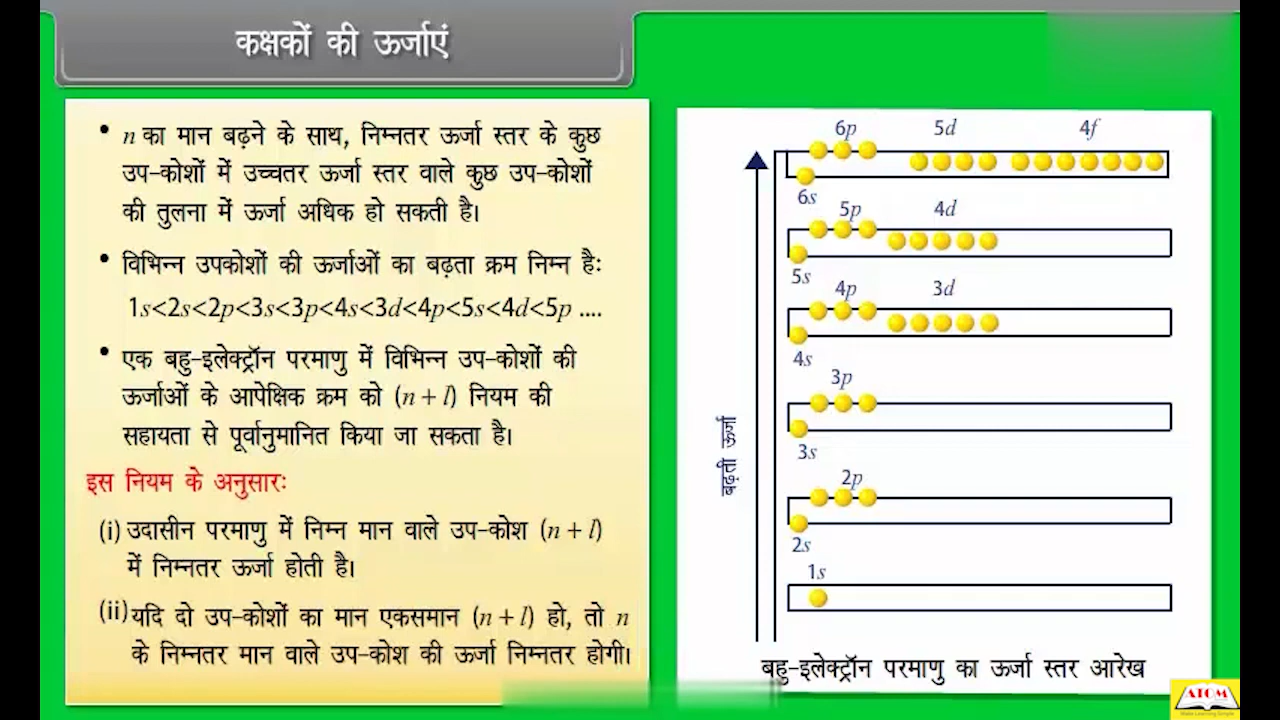 कक्षकों की ऊर्जाएं
• n का मान बढ़ने के साथ, निम्नतर ऊर्जा स्तर के कुछ
उप-कोशों में उच्चतर ऊर्जा स्तर वाले कुछ उप-कोशों
की तुलना में ऊर्जा अधिक हो सकती है।
• विभिन्न उपकोशों की ऊर्जाओं का बढ़ता क्रम निम्न हैः
1s<2s<2p<3s<3p<4s<3d<4p<5s<4d<5p ....
• एक बहु-इलेक्ट्रॉन परमाणु में विभिन्न उप-कोशों की
ऊर्जाओं के आपेक्षिक क्रम को (n + l) नियम की
सहायता से पूर्वानुमानित किया जा सकता है।
इस नियम के अनुसारः
(i) उदासीन परमाणु में निम्न मान वाले उप-कोश (n + l)
में निम्नतर ऊर्जा होती है।
(ii) यदि दो उप-कोशों का मान एकसमान (n + l) हो, तो n
के निम्नतर मान वाले उप-कोश की ऊर्जा निम्नतर होगी।
6p 5d 4f
6s
5p 4d
5s
4p 3d
4s
3p
3s
2p
2s
1s
बढ़ती ऊर्जा
बहु-इलेक्ट्रॉन परमाणु का ऊर्जा स्तर आरेख
ATOM